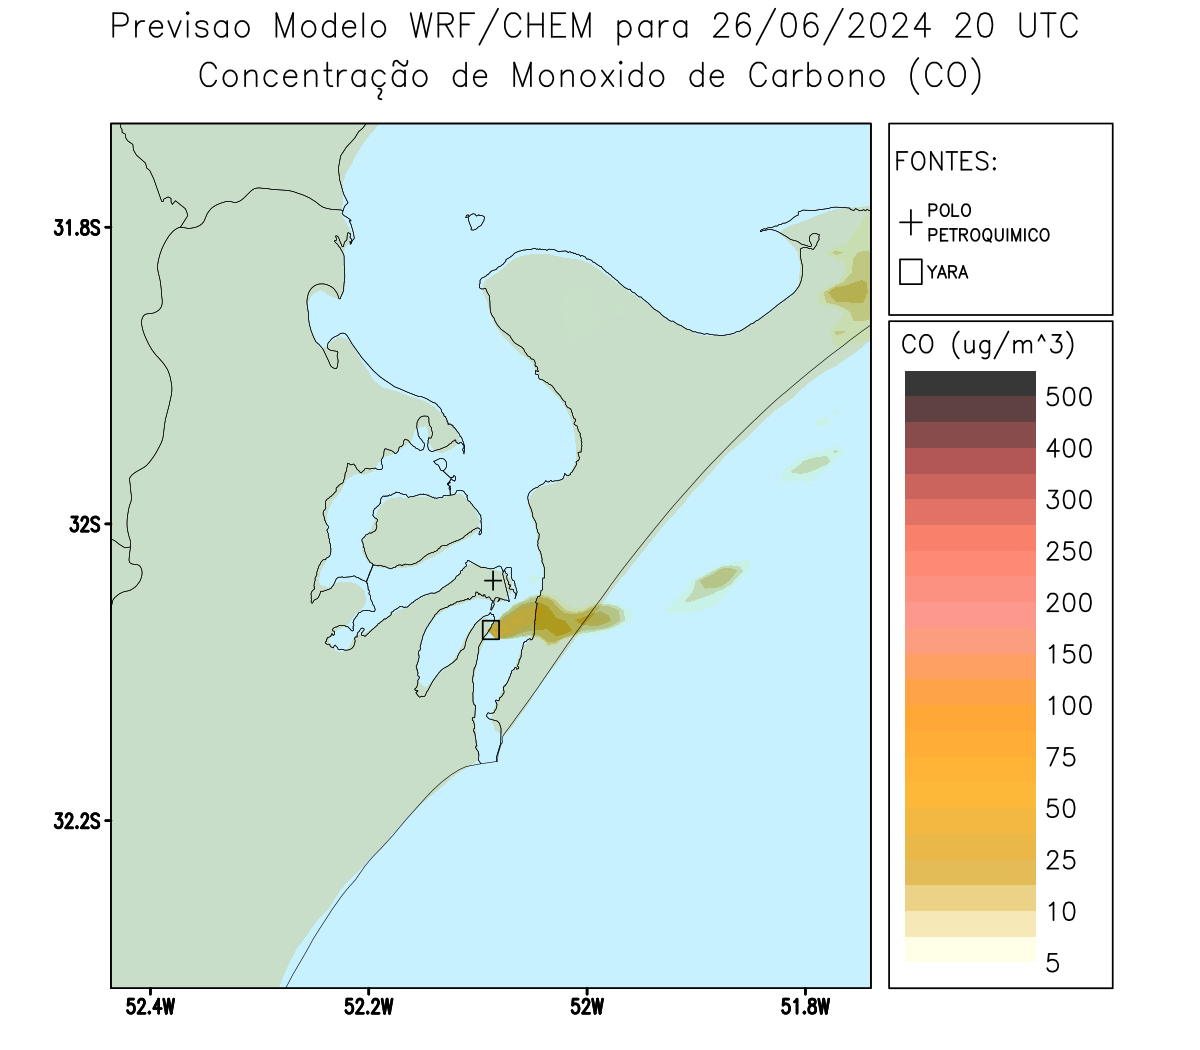 Previsao Modelo WRF/CHEM para 26/06/2024 20 UTC
Concentração de Monoxido de Carbono (CO)
FONTES:
POLO
PETROQUIMICO
YARA
CO (ug/m^3)
500
400
300
250
200
150
100
75
50
25
10
5
31.8S
32S
32.2S
52.4W
52.2W
52W
51.8W